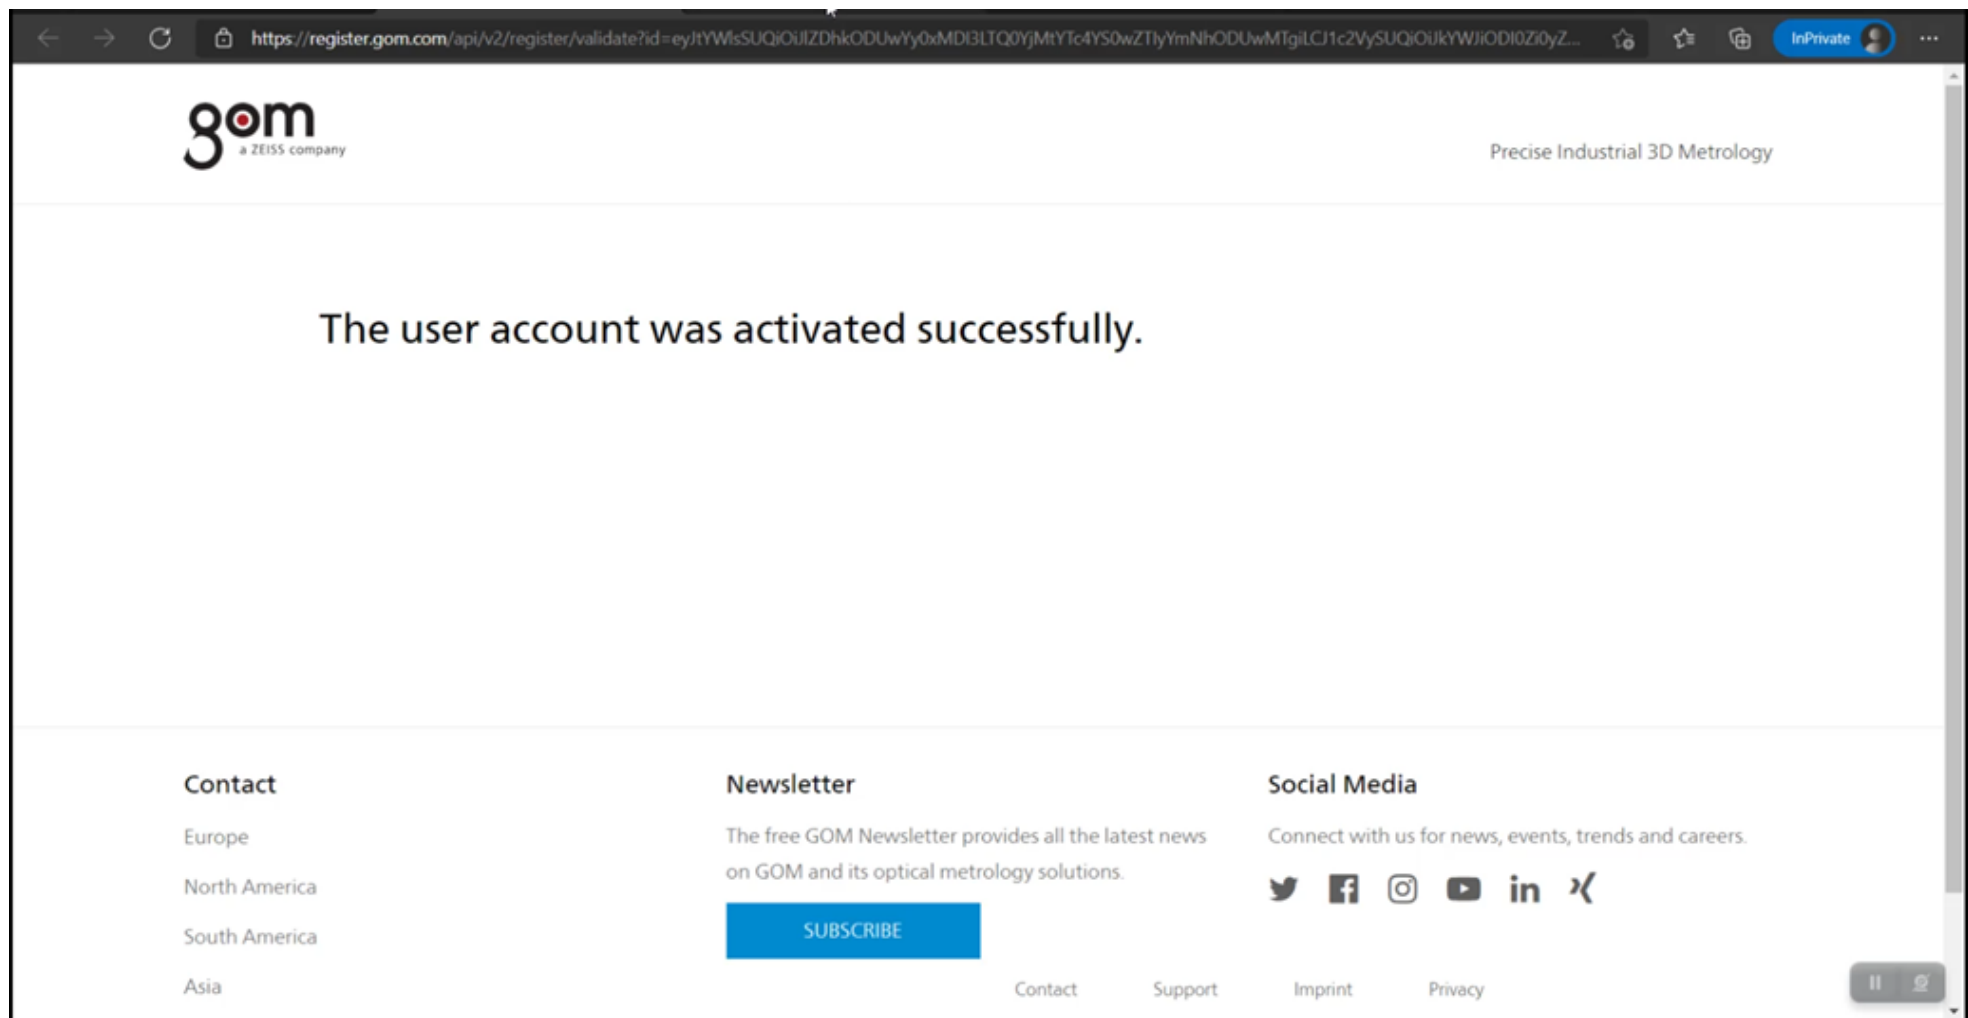 https://register.gom.com/api/v2/register/validate?id=
InPrivate
gom
a ZEISS company
Precise Industrial 3D Metrology
The user account was activated successfully.
Contact
Europe
North America
South America
Asia
Newsletter
The free GOM Newsletter provides all the latest news
on GOM and its optical metrology solutions.
SUBSCRIBE
Social Media
Connect with us for news, events, trends and careers.
in
Contact Support Imprint Privacy